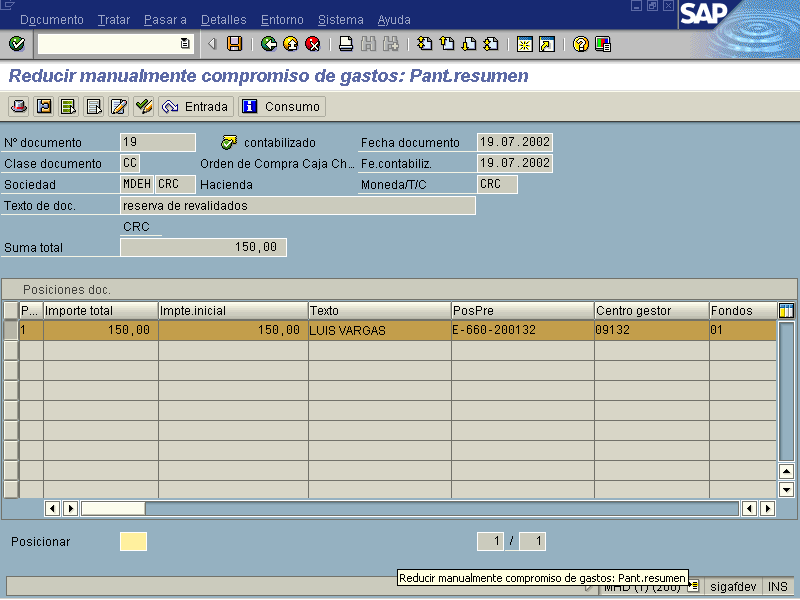 Documento Tratar Pasar a Detalles Entorno Sistema Ayuda
SAP
Reducir manualmente compromiso de gastos: Pant.resumen
Entrada Consumo
Nº documento 19 contabilizado Fecha documento 19.07.2002
Clase documento CC Orden de Compra Caja Ch... Fe.contabiliz. 19.07.2002
Sociedad MDEH CRC Hacienda Moneda/T/C CRC
Texto de doc. reserva de revalidados
CRC
Suma total 150,00
Posiciones doc.
P... Importe total Impte.inicial Texto PosPre Centro gestor Fondos
1 150,00 150,00 LUIS VARGAS E-660-200132 09132 01
Posicionar 1 / 1
Reducir manualmente compromiso de gastos: Pant.resumen
MHD (1) (200) sigafdev INS